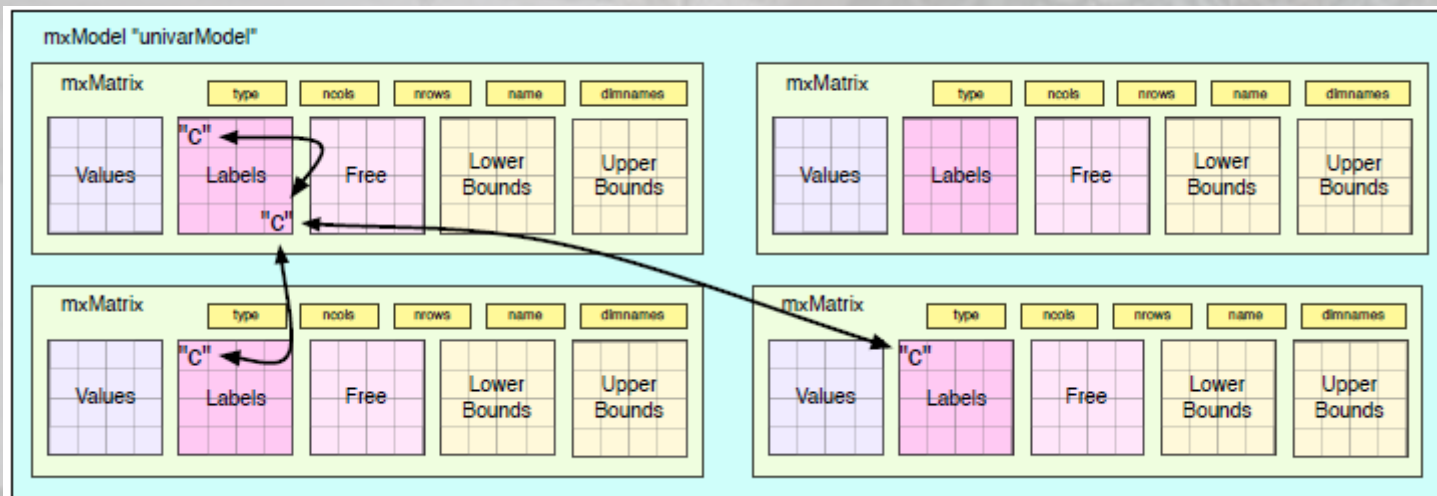 mxModel "univarModel"
mxMatrix
type ncols nrows name dimnames
"C"
Values Labels Free Lower Bounds Upper Bounds
"C"
mxMatrix
type ncols nrows name dimnames
Values Labels Free Lower Bounds Upper Bounds
mxMatrix
type ncols nrows name dimnames
"C"
Values Labels Free Lower Bounds Upper Bounds
mxMatrix
type ncols nrows name dimnames
"C"
Values Labels Free Lower Bounds Upper Bounds